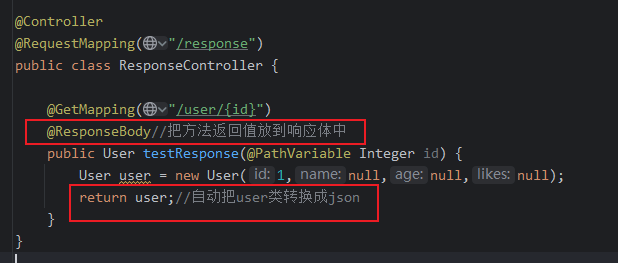 @Controller
@RequestMapping("/response")
public class ResponseController {
@GetMapping("/user/{id}")
@ResponseBody//把方法返回值放到响应体中
public User testResponse(@PathVariable Integer id) {
User user = new User( id: 1, name: null, age: null, likes: null);
return user;//自动把user类转换成json
}
}